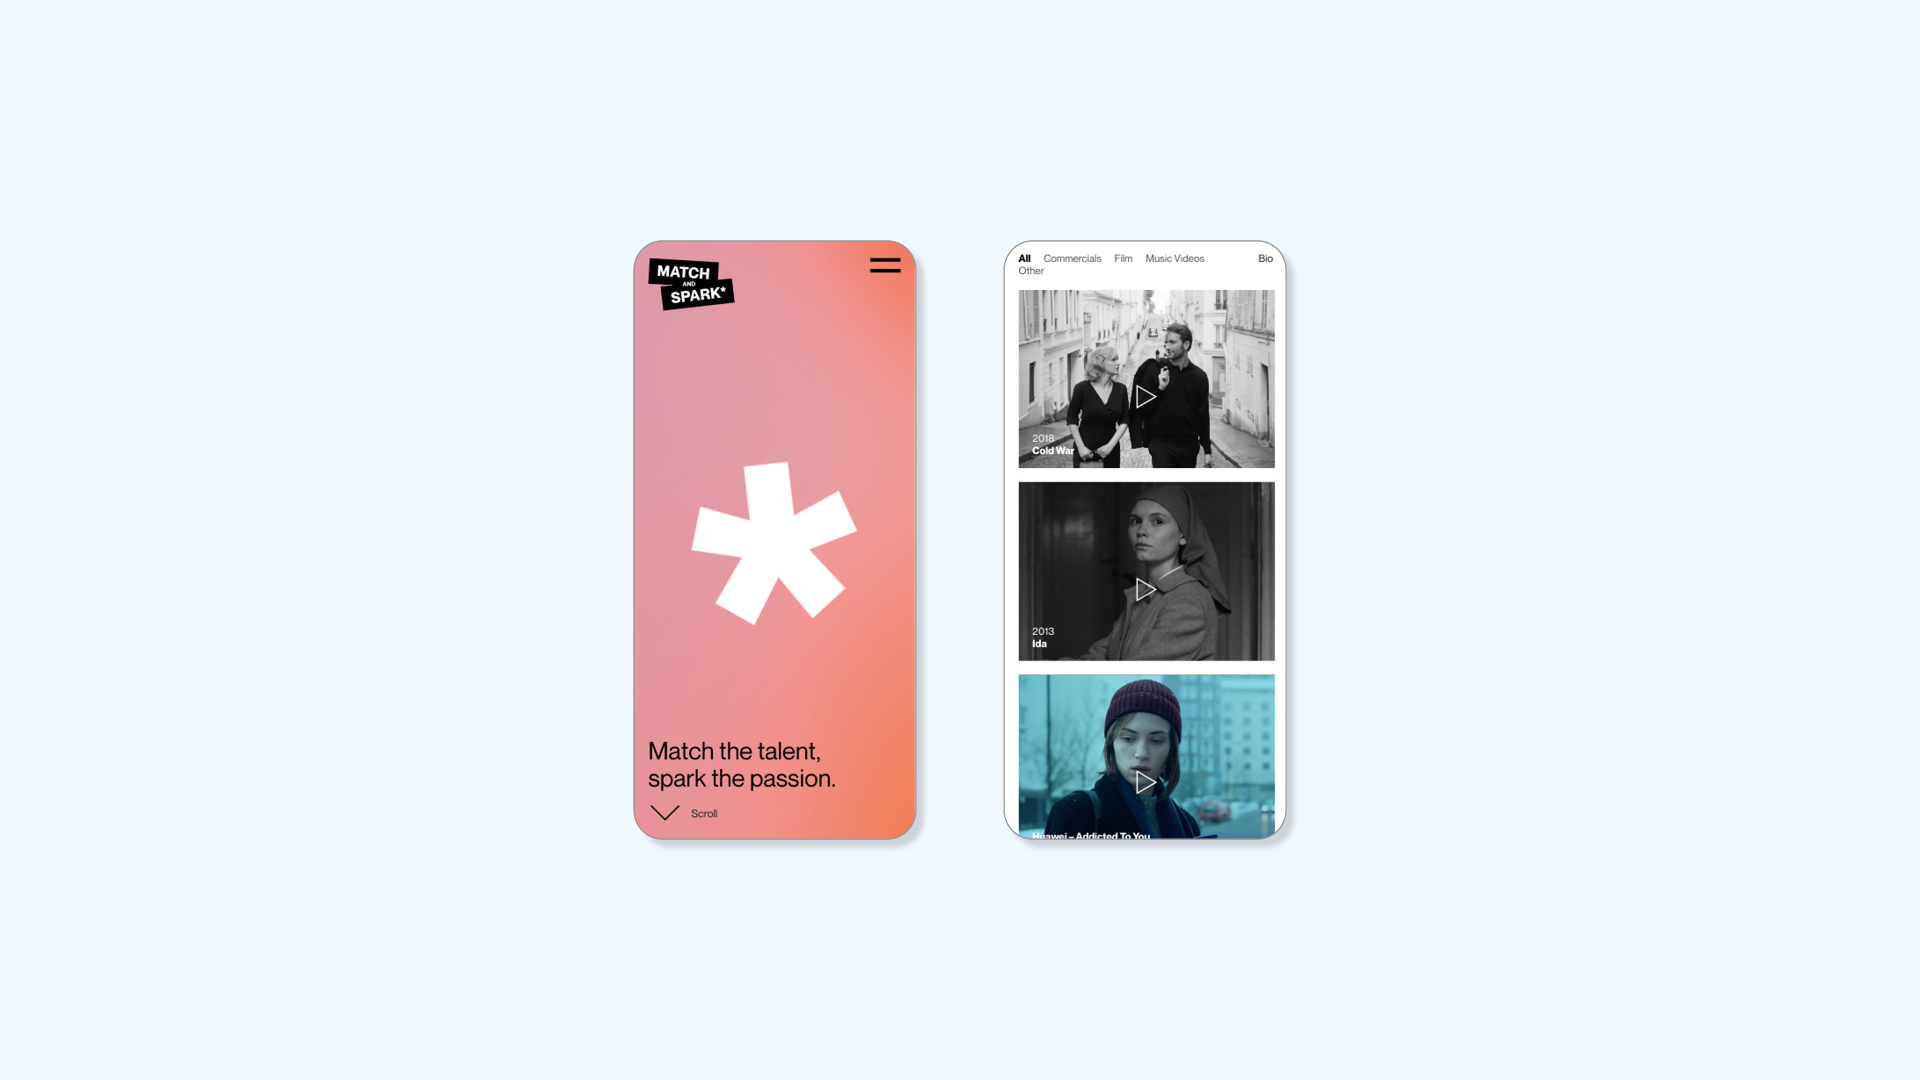 MATCH
AND
SPARK*
Match the talent,
spark the passion.
Scroll
All Commercials Film Music Videos Bio
Other
2018
Cold War
2013
Ida
Huawei – Addicted To You